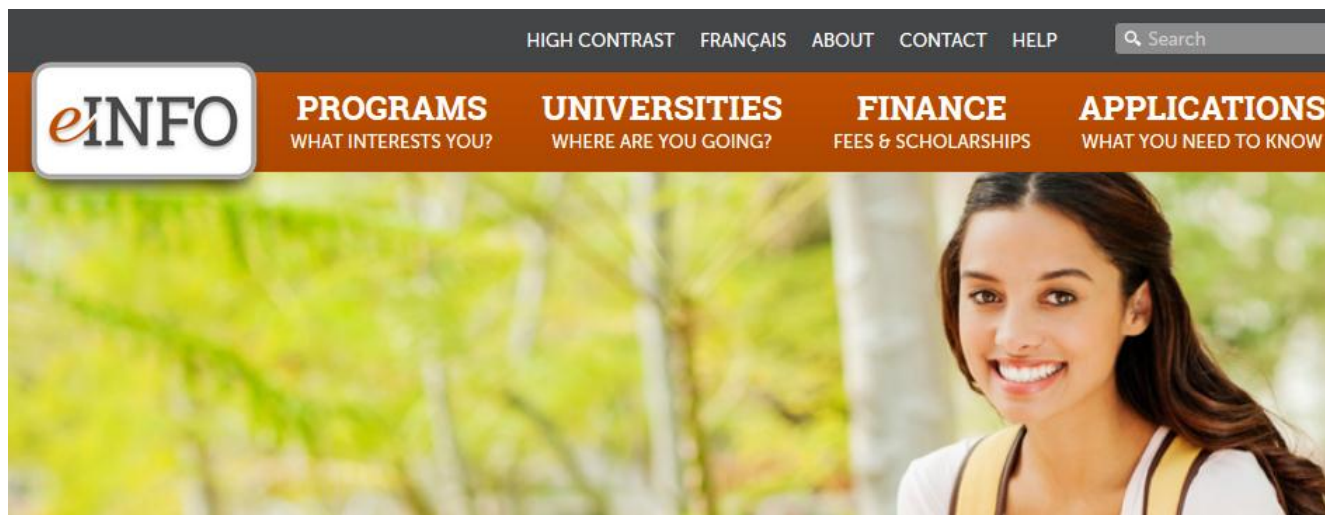 HIGH CONTRAST FRANÇAIS ABOUT CONTACT HELP Search
eINFO
PROGRAMS UNIVERSITIES FINANCE APPLICATIONS
WHAT INTERESTS YOU? WHERE ARE YOU GOING? FEES & SCHOLARSHIPS WHAT YOU NEED TO KNOW